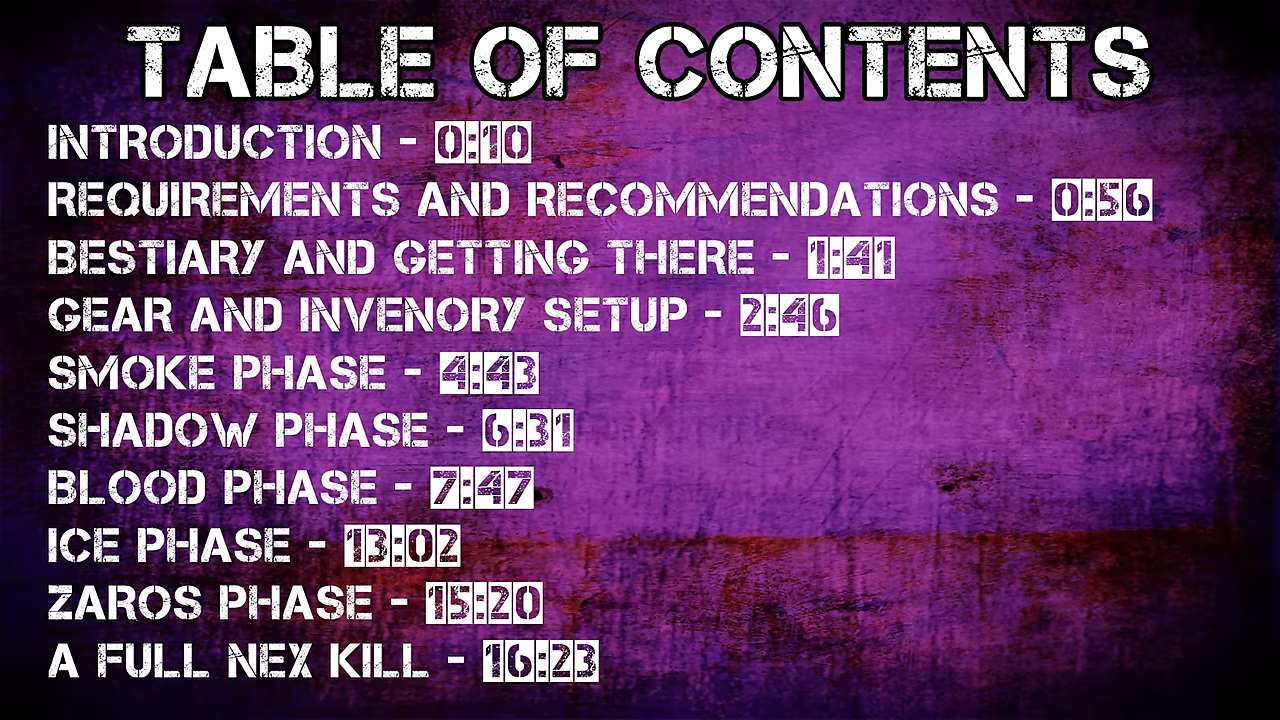 TABLE OF CONTENTS
INTRODUCTION - 0:10
REQUIREMENTS AND RECOMMENDATIONS - 0:56
BESTIARY AND GETTING THERE - 1:41
GEAR AND INVENORY SETUP - 2:46
SMOKE PHASE - 4:43
SHADOW PHASE - 6:31
BLOOD PHASE - 7:47
ICE PHASE - 13:02
ZAROS PHASE - 15:20
A FULL NEX KILL - 16:23